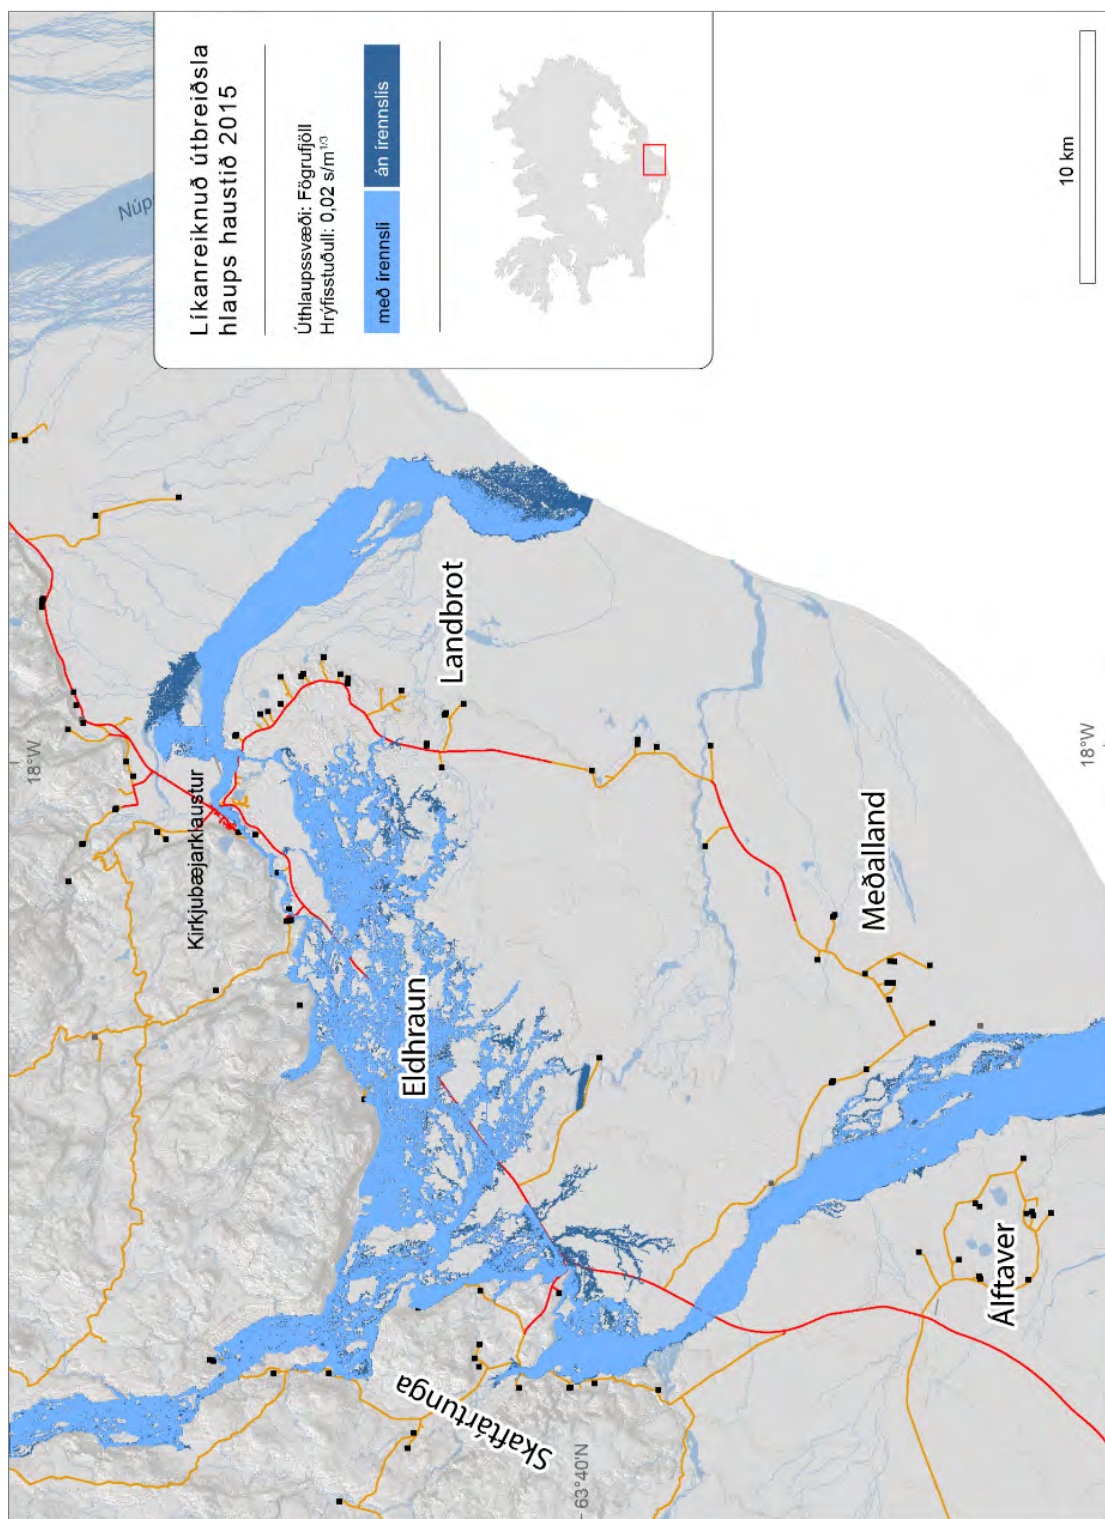 Líkanreiknuð útbreiðsla
hlaups haustið 2015
Úthlaupssvæði: Fögrufjöll
Hrýfisstuðull: 0,02 s/m1/3
með írennsli
án írennslis
10 km
Núp
18°W
Kirkjubæjarklaustur
Landbrot
Eldhraun
Meðalland
18°W
Skaftártunga
Álftaver
63°40'N